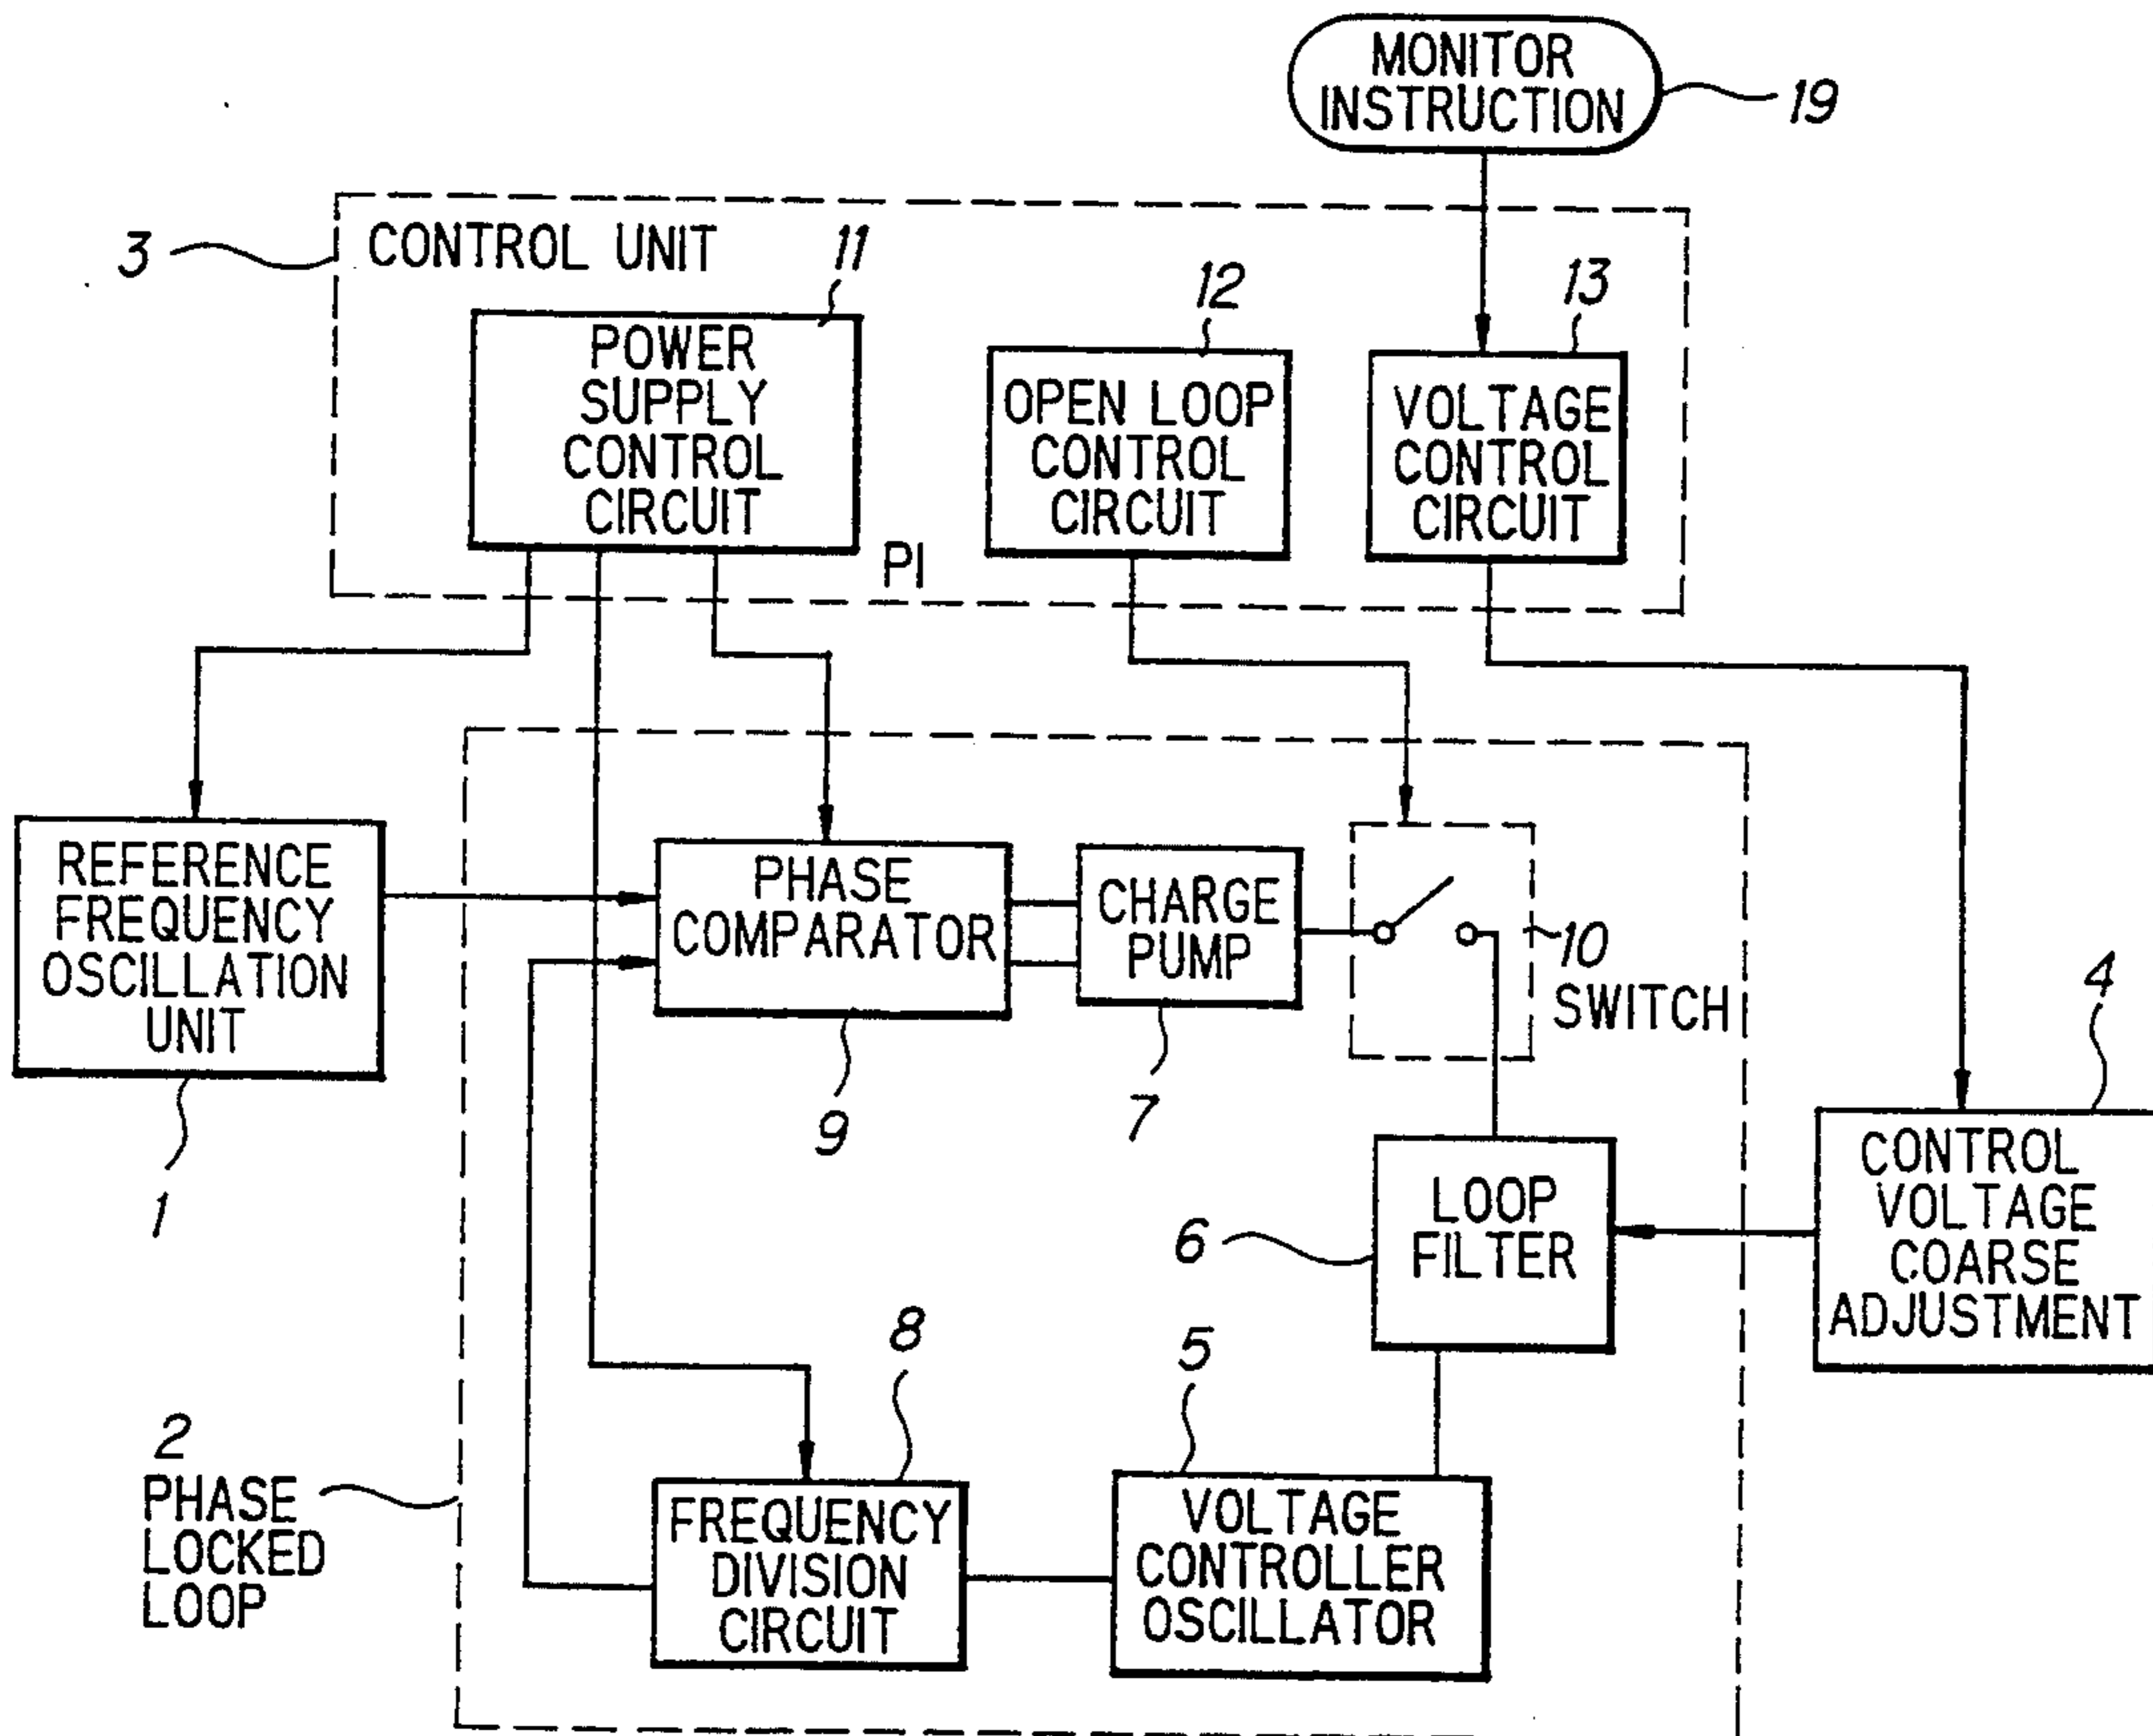 MONITOR
INSTRUCTION
19
3
CONTROL UNIT
11
12
13
POWER
SUPPLY
CONTROL
CIRCUIT
OPEN LOOP
CONTROL
CIRCUIT
VOLTAGE
CONTROL
CIRCUIT
PI
REFERENCE
FREQUENCY
OSCILLATION
UNIT
1
PHASE
COMPARATOR
9
CHARGE
PUMP
7
10
SWITCH
4
CONTROL
VOLTAGE
COARSE
ADJUSTMENT
6
LOOP
FILTER
8
5
2
PHASE
LOCKED
LOOP
FREQUENCY
DIVISION
CIRCUIT
VOLTAGE
CONTROLLER
OSCILLATOR